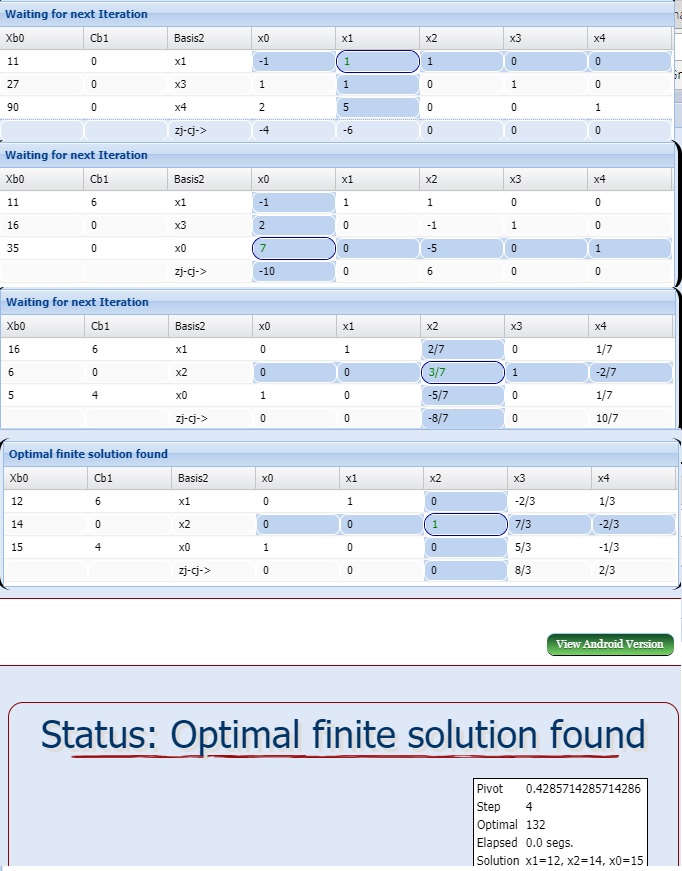 Waiting for next Iteration
Xb0 Cb1 Basis2 x0 x1 x2 x3 x4
11 0 x1 -1 1 1 0 0
27 0 x3 1 1 0 1 0
90 0 x4 2 5 0 0 1
zj-cj-> -4 -6 0 0 0
Waiting for next Iteration
Xb0 Cb1 Basis2 x0 x1 x2 x3 x4
11 6 x1 -1 1 1 0 0
16 0 x3 2 0 -1 1 0
35 0 x0 7 0 -5 0 1
zj-cj-> -10 0 6 0 0
Waiting for next Iteration
Xb0 Cb1 Basis2 x0 x1 x2 x3 x4
16 6 x1 0 1 2/7 0 1/7
6 0 x2 0 0 3/7 1 -2/7
5 4 x0 1 0 -5/7 0 1/7
zj-cj-> 0 0 -8/7 0 10/7
Optimal finite solution found
Xb0 Cb1 Basis2 x0 x1 x2 x3 x4
12 6 x1 0 1 0 -2/3 1/3
14 0 x2 0 0 1 7/3 -2/3
15 4 x0 1 0 0 5/3 -1/3
zj-cj-> 0 0 0 8/3 2/3
View Android Version
Status: Optimal finite solution found
Pivot 0.4285714285714286
Step 4
Optimal 132
Elapsed 0.0 segs.
Solution x1=12, x2=14, x0=15